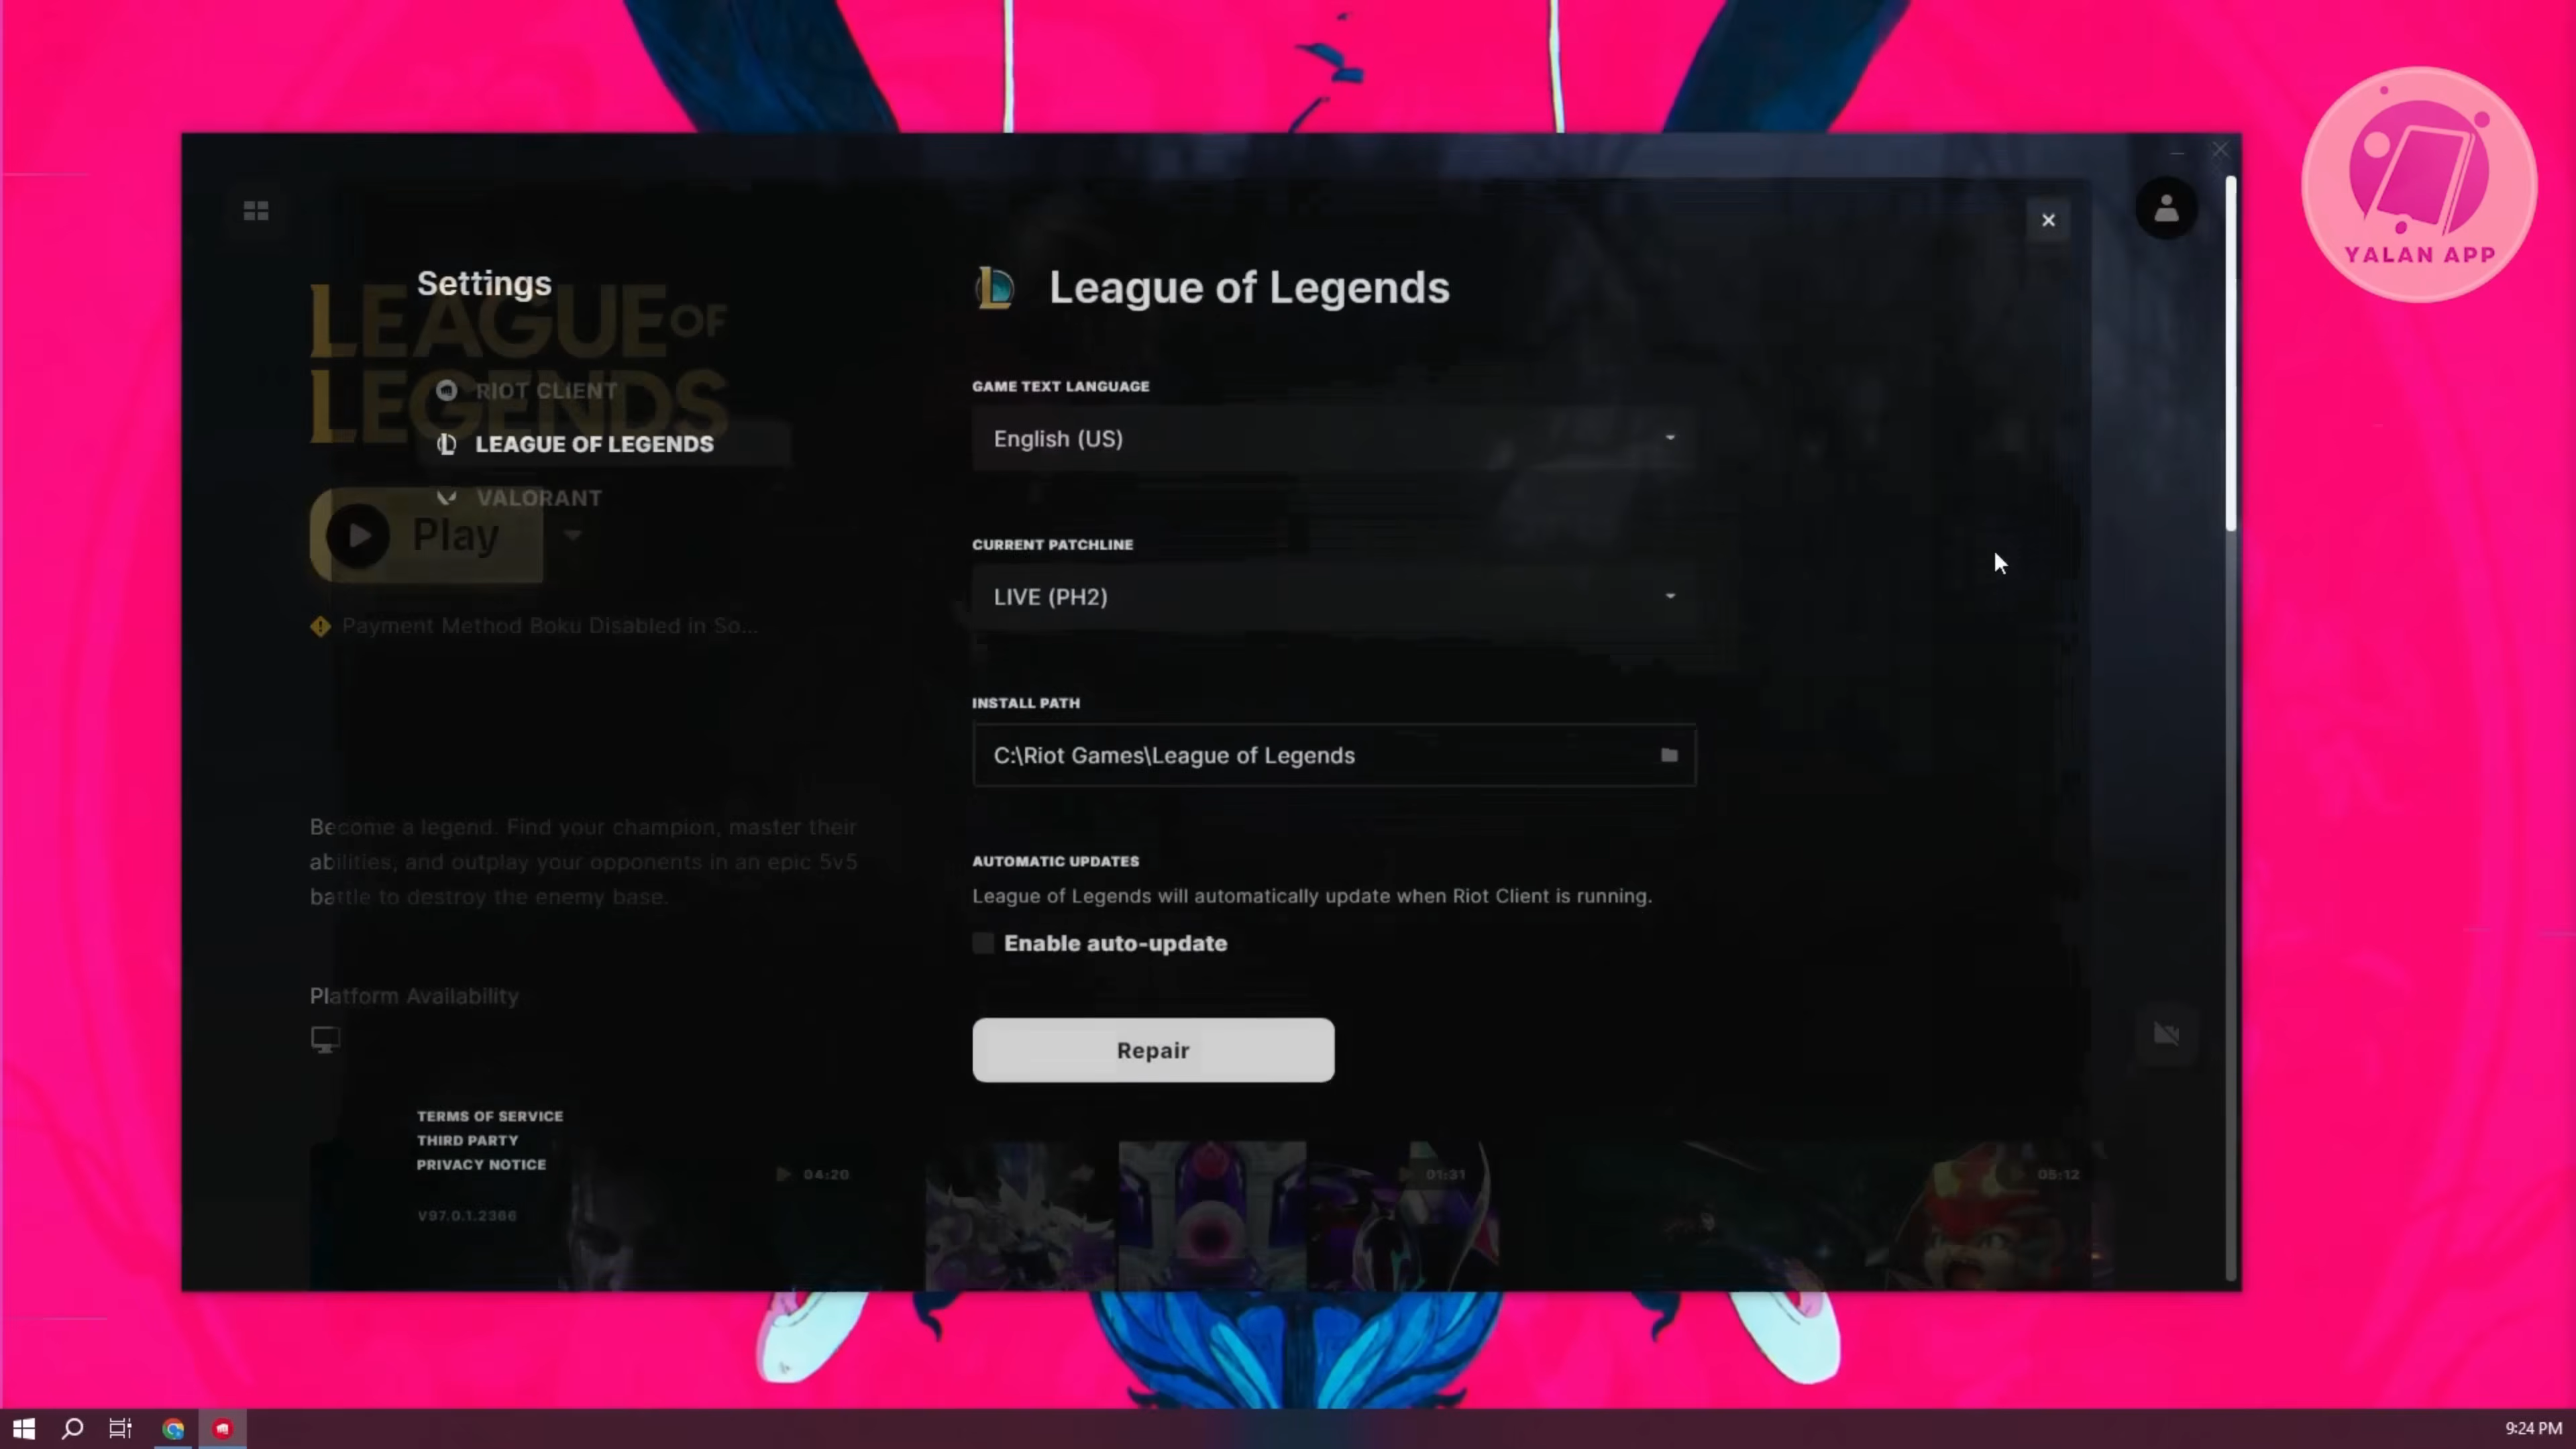 YALAN APP
Settings
LEAGUE OF
LEGENDS
RIOT CLIENT
LEAGUE OF LEGENDS
VALORANT
Play
Payment Method Boku Disabled in So...
Become a legend. Find your champion, master their
abilities, and outplay your opponents in an epic 5v5
battle to destroy the enemy base.
Platform Availability
TERMS OF SERVICE
THIRD PARTY
PRIVACY NOTICE
V97.0.1.2366
League of Legends
GAME TEXT LANGUAGE
English (US)
CURRENT PATCHLINE
LIVE (PH2)
INSTALL PATH
C:\Riot Games\League of Legends
AUTOMATIC UPDATES
League of Legends will automatically update when Riot Client is running.
Enable auto-update
Repair
04:20
01:31
05:12
9:24 PM